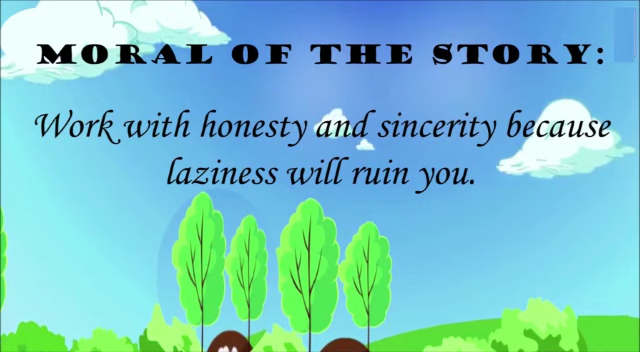 MORAL OF THE STORY:
Work with honesty and sincerity because
laziness will ruin you.